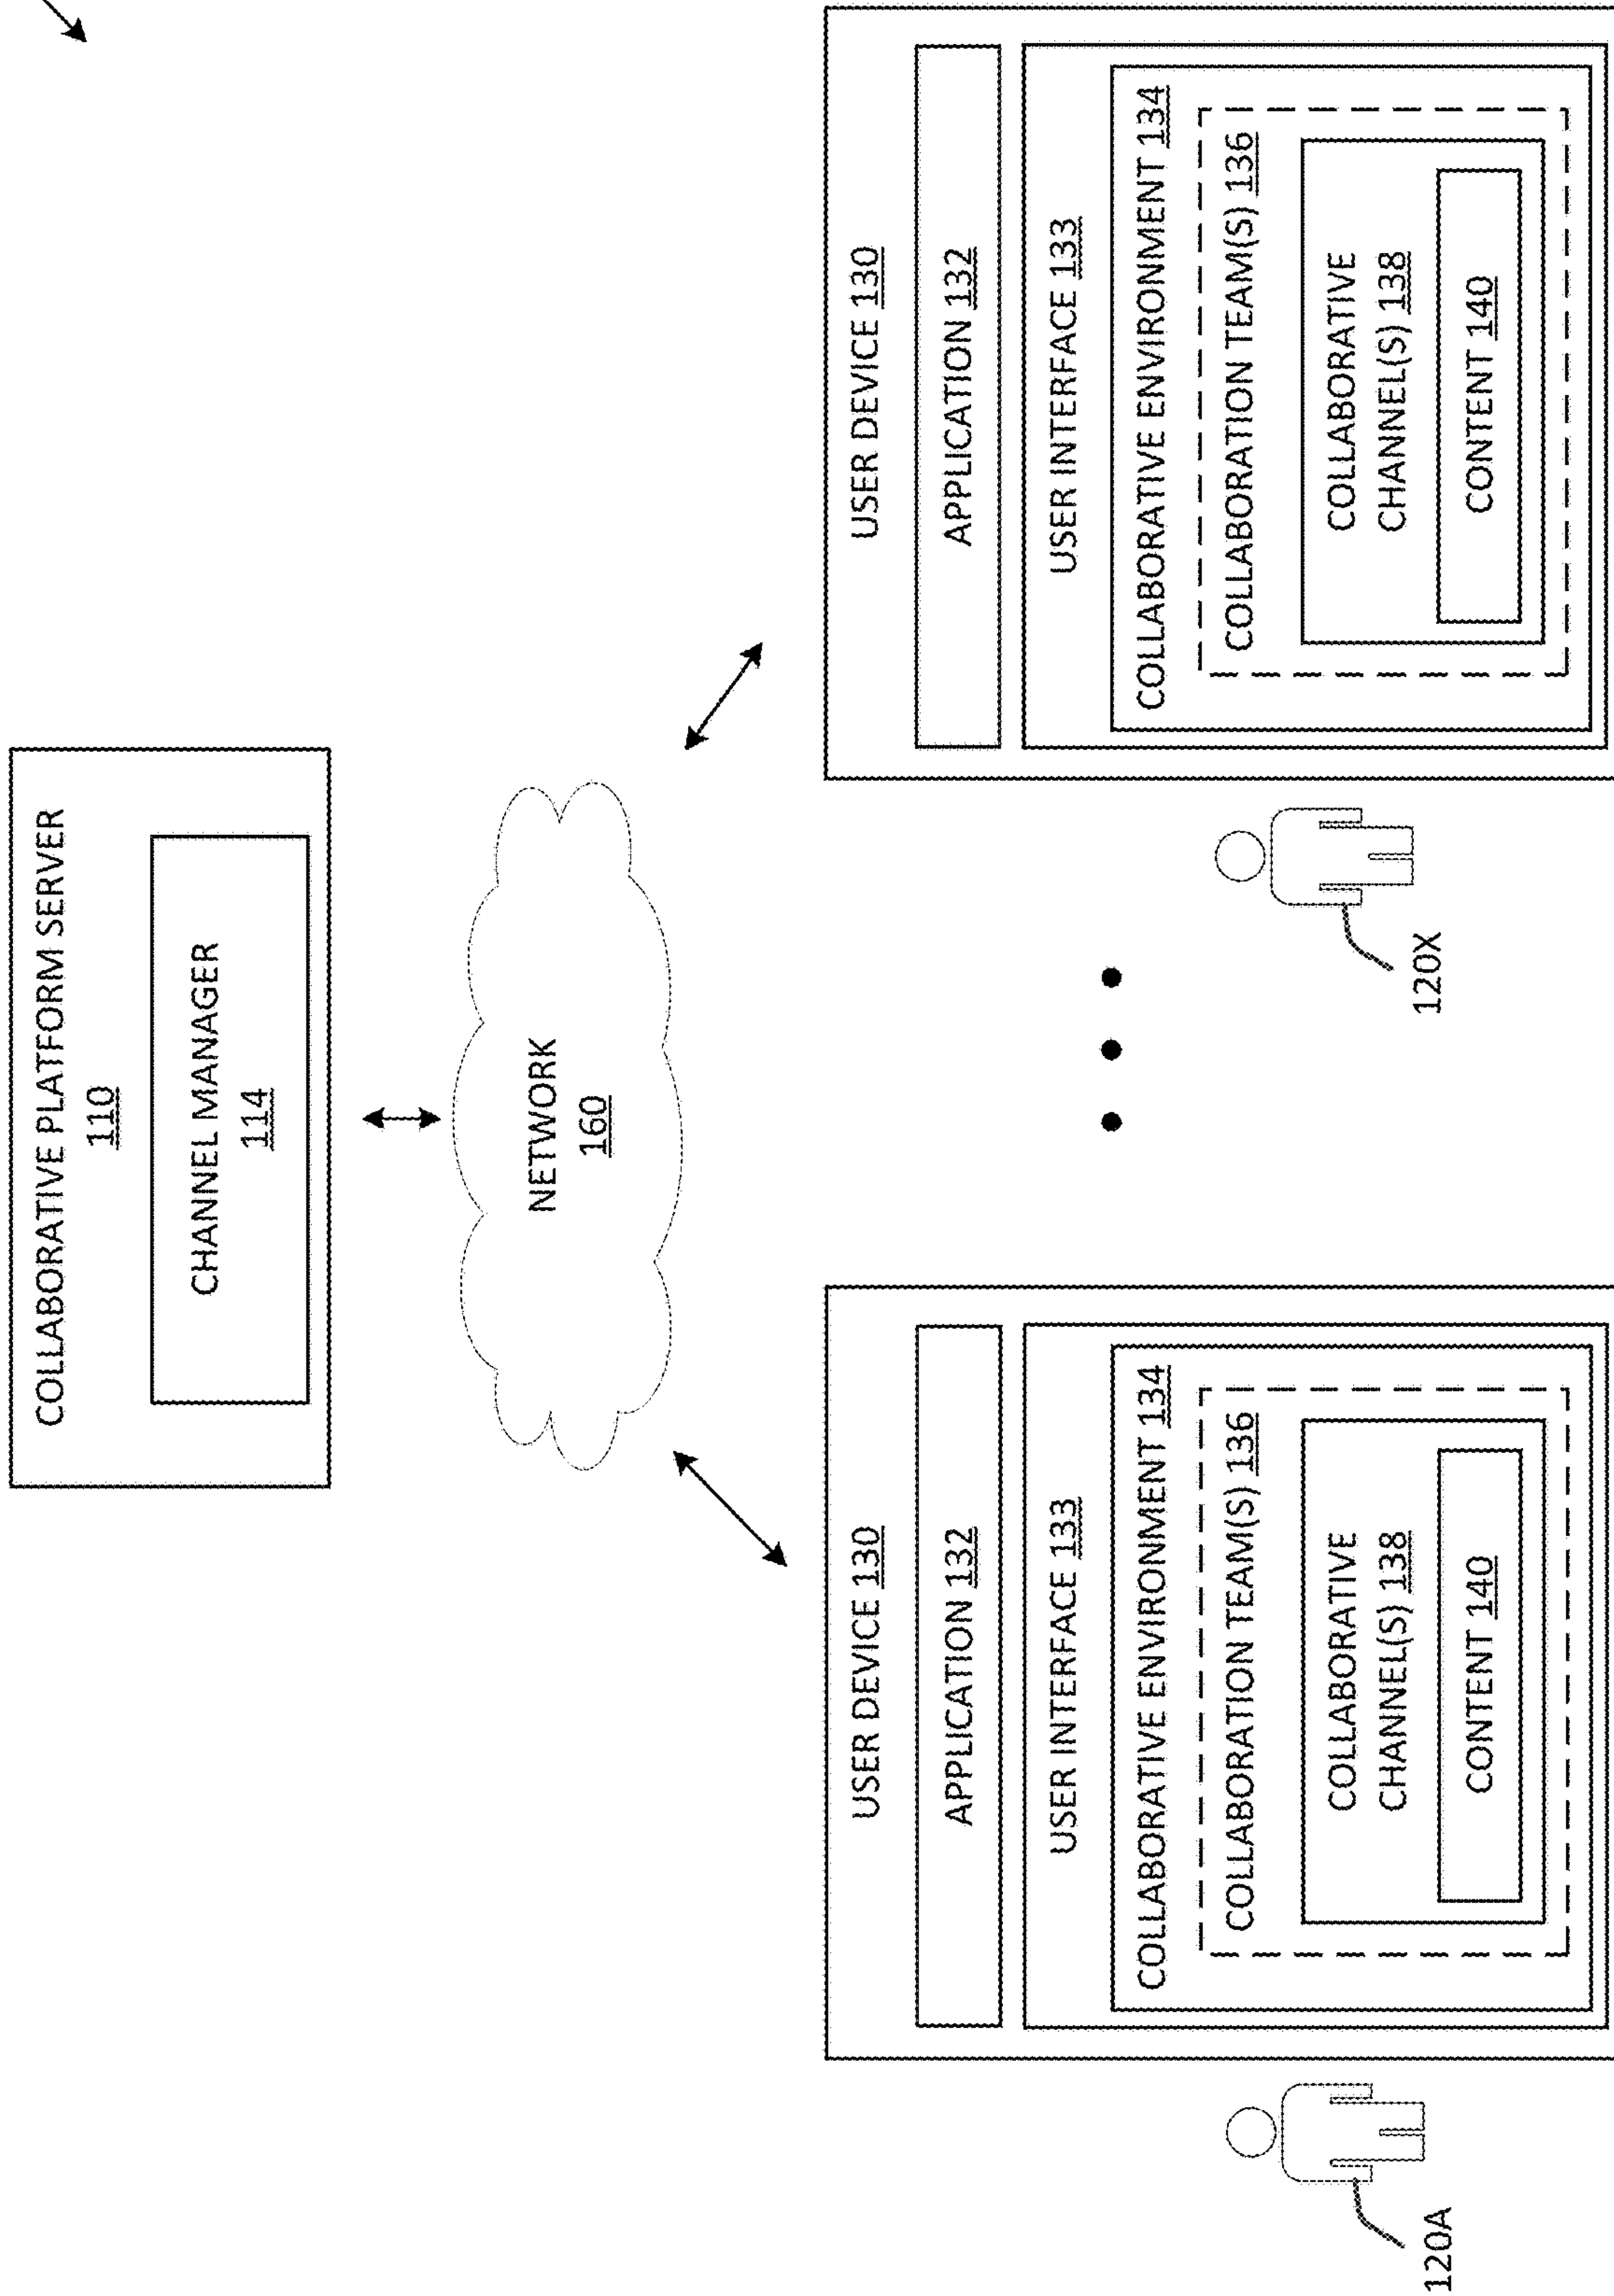 COLLABORATIVE PLATFORM SERVER
110
CHANNEL MANAGER
114
NETWORK
160
USER DEVICE 130
APPLICATION 132
USER INTERFACE 133
COLLABORATIVE ENVIRONMENT 134
COLLABORATION TEAM(S) 136
COLLABORATIVE
CHANNEL(S) 138
CONTENT 140
120A
USER DEVICE 130
APPLICATION 132
USER INTERFACE 133
COLLABORATIVE ENVIRONMENT 134
COLLABORATION TEAM(S) 136
COLLABORATIVE
CHANNEL(S) 138
CONTENT 140
120X